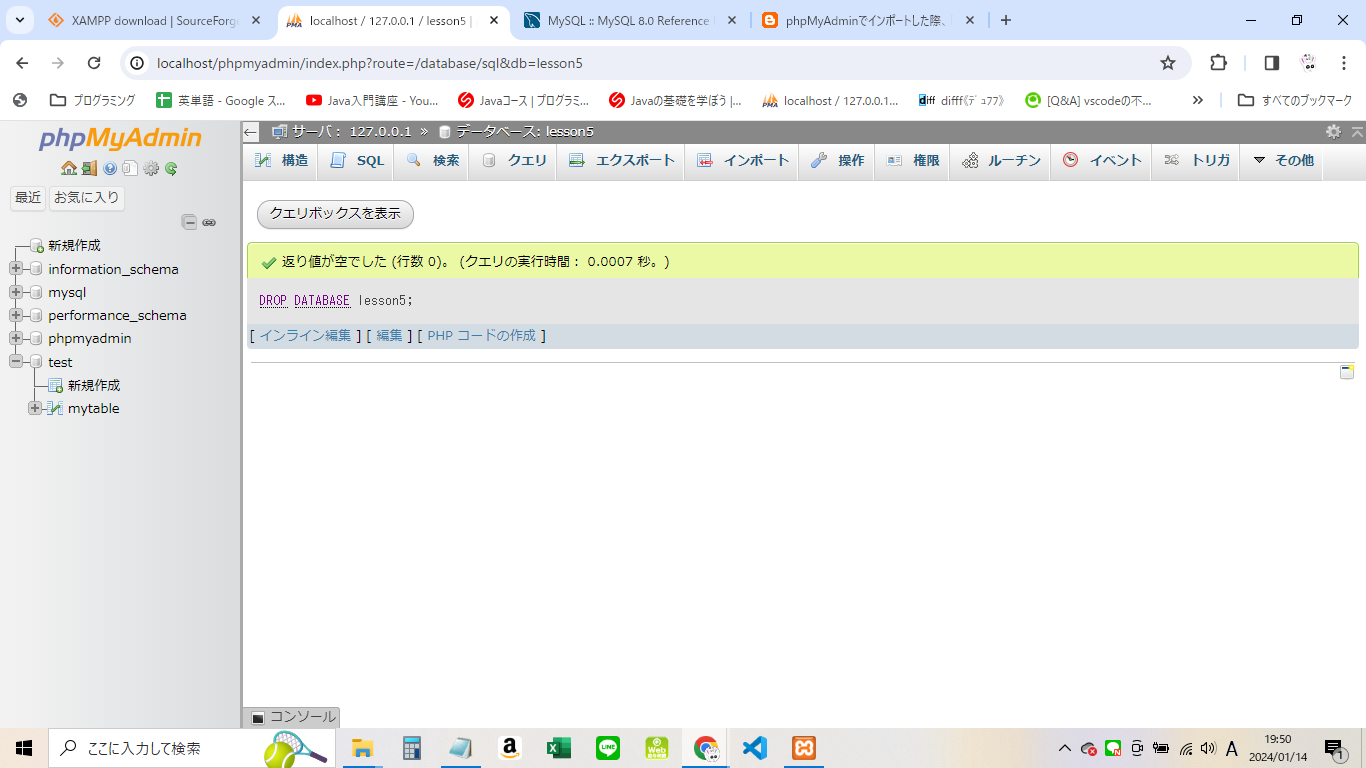 XAMPP download | SourceForg
localhost / 127.0.0.1 / lesson5 |
MySQL :: MySQL 8.0 Reference
phpMyAdminでインポートした際、
localhost/phpmyadmin/index.php?route=/database/sql&db=lesson5
プログラミング
英単語 - Google ス...
Java入門講座 - You...
Javaコース | プログラミ...
Javaの基礎を学ぼう |...
localhost / 127.0.0.1...
diff difff《ﾃﾞｭﾌﾌ》
[Q&A] vscodeの不...
すべてのブックマーク
phpMyAdmin
サーバ: 127.0.0.1 » データベース: lesson5
構造 SQL 検索 クエリ エクスポート インポート 操作 権限 ルーチン イベント トリガ その他
最近 お気に入り
新規作成
information_schema
mysql
performance_schema
phpmyadmin
test
新規作成
mytable
クエリボックスを表示
返り値が空でした (行数 0)。 (クエリの実行時間: 0.0007 秒。)
DROP DATABASE lesson5;
[ インライン編集 ] [ 編集 ] [ PHP コードの作成 ]
コンソール
ここに入力して検索
A
19:50
2024/01/14
1